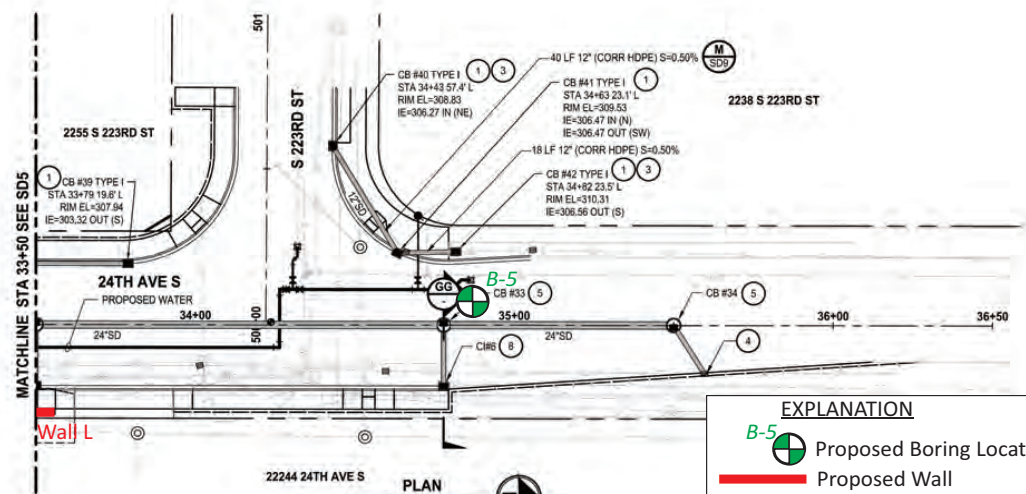 501
40 LF 12" (CORR HDPE) S=0.50%
M
SD9
CB #40 TYPE I 1 3
STA 34+43 57.4' L
RIM EL=308.83
IE=306.27 IN (NE)
CB #41 TYPE I 1
STA 34+63 23.1' L
RIM EL=309.53
IE=306.47 IN (N)
IE=306.47 OUT (SW)
2238 S 223RD ST
2255 S 223RD ST
S 223RD ST
18 LF 12" (CORR HDPE) S=0.50%
1 CB #39 TYPE I
STA 33+79 19.6' L
RIM EL=307.94
IE=303.32 OUT (S)
CB #42 TYPE I 1 3
STA 34+82 23.5' L
RIM EL=310.31
IE=306.56 OUT (S)
12"SD
MATCHLINE STA 33+50 SEE SD5
24TH AVE S
PROPOSED WATER
GG
-
B-5
CB #33 5
CB #34 5
34+00
35+00
36+00
36+50
24"SD
24"SD
CI#6 8
4
Wall L
22244 24TH AVE S
PLAN
EXPLANATION
B-5
Proposed Boring Locat
Proposed Wall